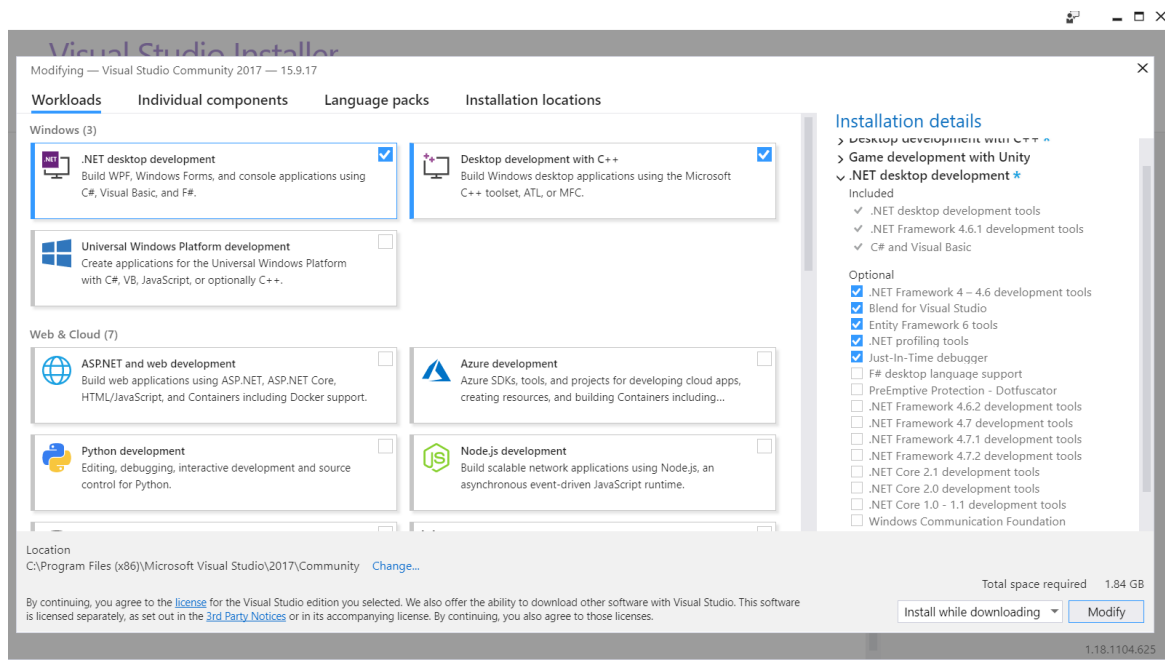 Visual Studio Installer
Modifying — Visual Studio Community 2017 — 15.9.17
Workloads
Individual components
Language packs
Installation locations
Windows (3)
.NET
.NET desktop development
Build WPF, Windows Forms, and console applications using
C#, Visual Basic, and F#.
Desktop development with C++
Build Windows desktop applications using the Microsoft
C++ toolset, ATL, or MFC.
Universal Windows Platform development
Create applications for the Universal Windows Platform
with C#, VB, JavaScript, or optionally C++.
Web & Cloud (7)
ASP.NET and web development
Build web applications using ASP.NET, ASP.NET Core,
HTML/JavaScript, and Containers including Docker support.
Azure development
Azure SDKs, tools, and projects for developing cloud apps,
creating resources, and building Containers including...
Python development
Editing, debugging, interactive development and source
control for Python.
JS
Node.js development
Build scalable network applications using Node.js, an
asynchronous event-driven JavaScript runtime.
Installation details
Desktop development with C++ *
Game development with Unity
.NET desktop development *
Included
.NET desktop development tools
.NET Framework 4.6.1 development tools
C# and Visual Basic
Optional
.NET Framework 4 – 4.6 development tools
Blend for Visual Studio
Entity Framework 6 tools
.NET profiling tools
Just-In-Time debugger
F# desktop language support
PreEmptive Protection - Dotfuscator
.NET Framework 4.6.2 development tools
.NET Framework 4.7 development tools
.NET Framework 4.7.1 development tools
.NET Framework 4.7.2 development tools
.NET Core 2.1 development tools
.NET Core 2.0 development tools
.NET Core 1.0 - 1.1 development tools
Windows Communication Foundation
Location
C:\Program Files (x86)\Microsoft Visual Studio\2017\Community Change...
Total space required 1.84 GB
By continuing, you agree to the license for the Visual Studio edition you selected. We also offer the ability to download other software with Visual Studio. This software
is licensed separately, as set out in the 3rd Party Notices or in its accompanying license. By continuing, you also agree to those licenses.
Install while downloading
Modify
1.18.1104.625